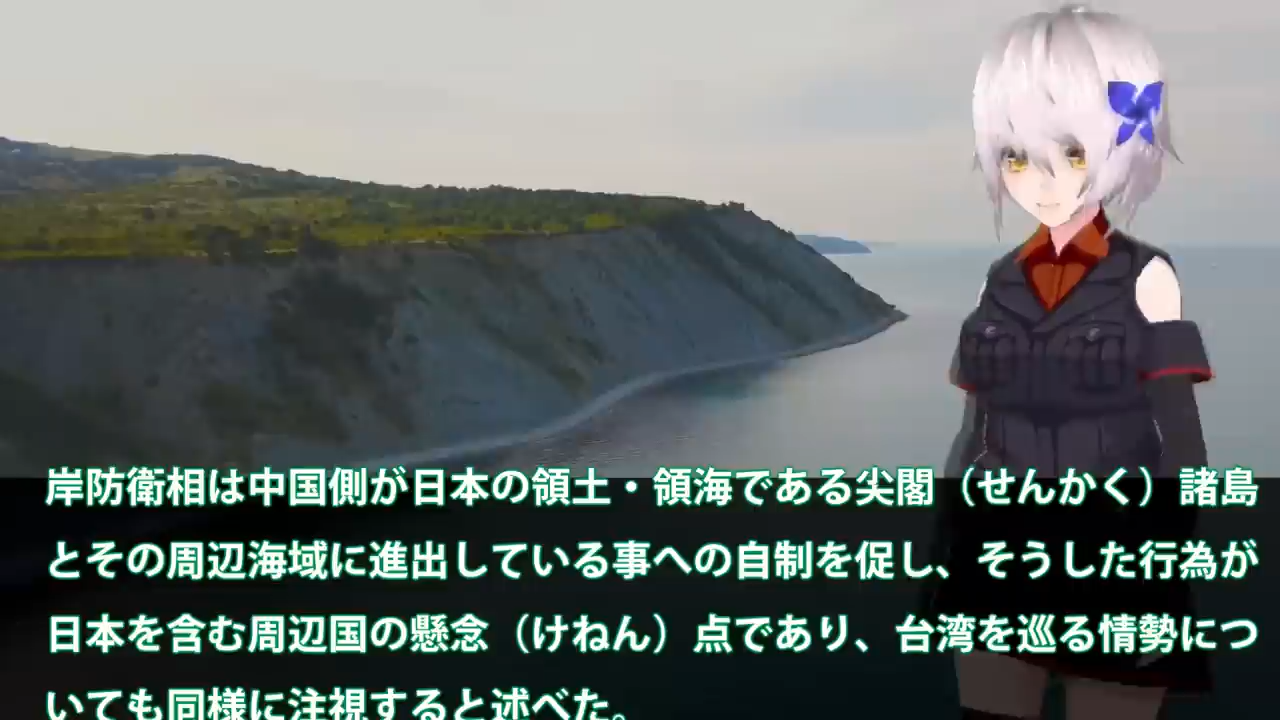 岸防衛相は中国側が日本の領土・領海である尖閣（せんかく）諸島
とその周辺海域に進出している事への自制を促し、そうした行為が
日本を含む周辺国の懸念（けねん）点であり、台湾を巡る情勢につ
いても同様に注視すると述べた。